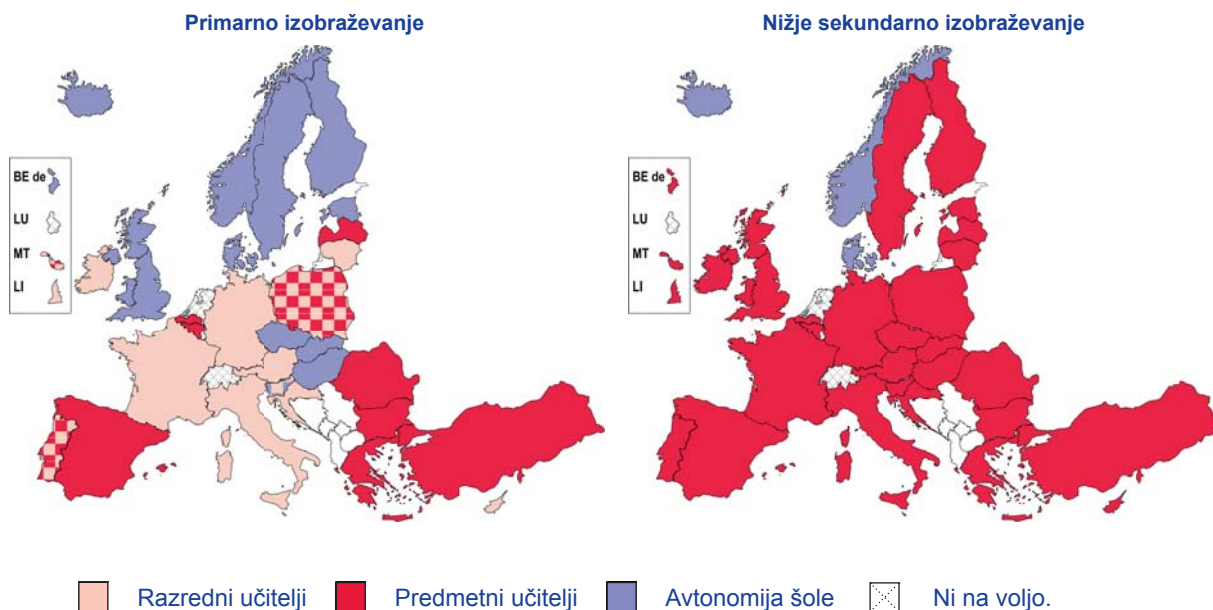 Primarno izobraževanje
Nižje sekundarno izobraževanje
BE de
LU
MT
LI
BE de
LU
MT
LI
Razredni učitelji
Predmetni učitelji
Avtonomija šole
Ni na voljo.